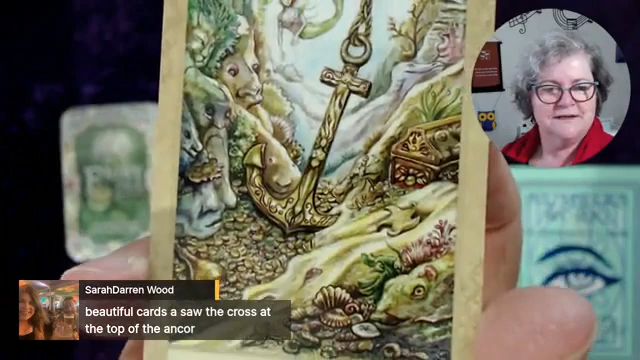 SarahDarren Wood
beautiful cards a saw the cross at
the top of the ancor